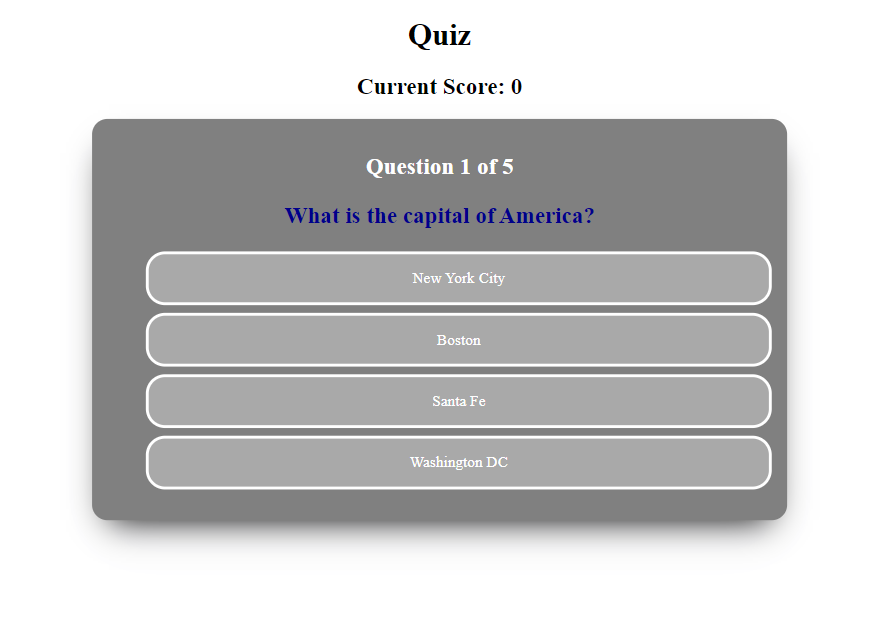 Quiz
Current Score: 0
Question 1 of 5
What is the capital of America?
New York City
Boston
Santa Fe
Washington DC